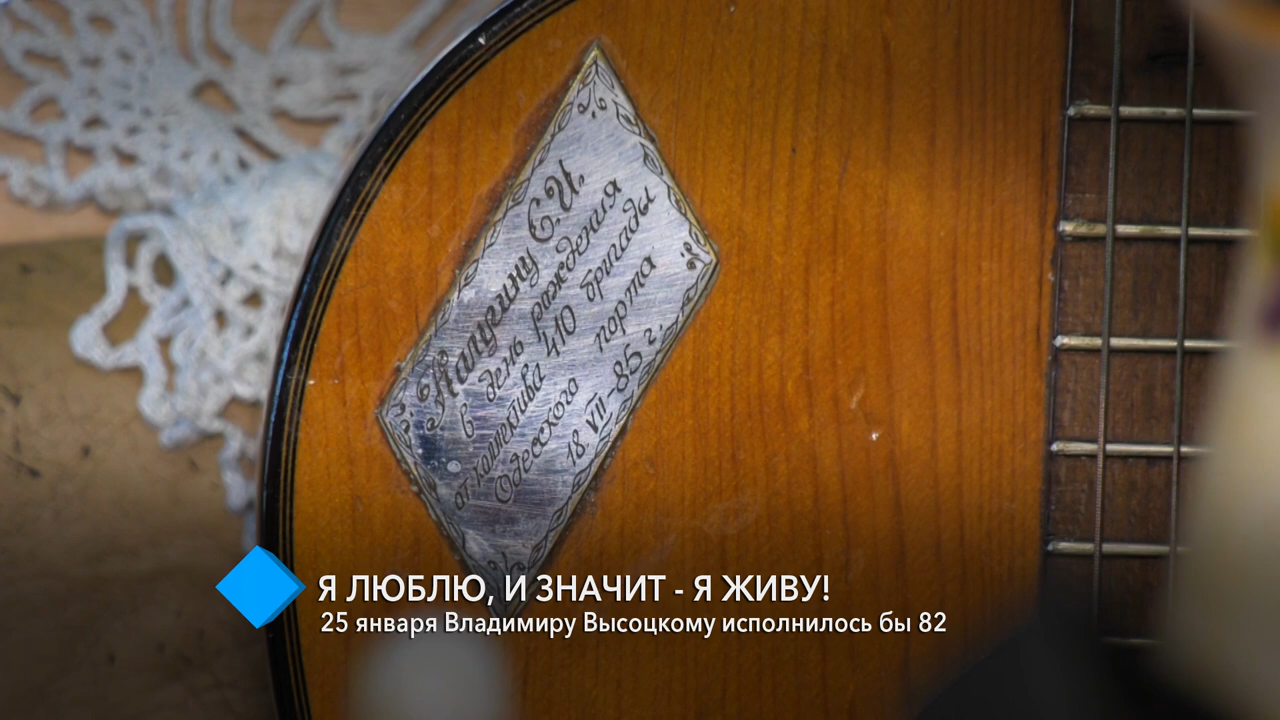 Налугину С.И.
в день рождения
от коллектива 410 бригады
Одесского порта
18 VII-85 г.
Я ЛЮБЛЮ, И ЗНАЧИТ - Я ЖИВУ!
25 января Владимиру Высоцкому исполнилось бы 82